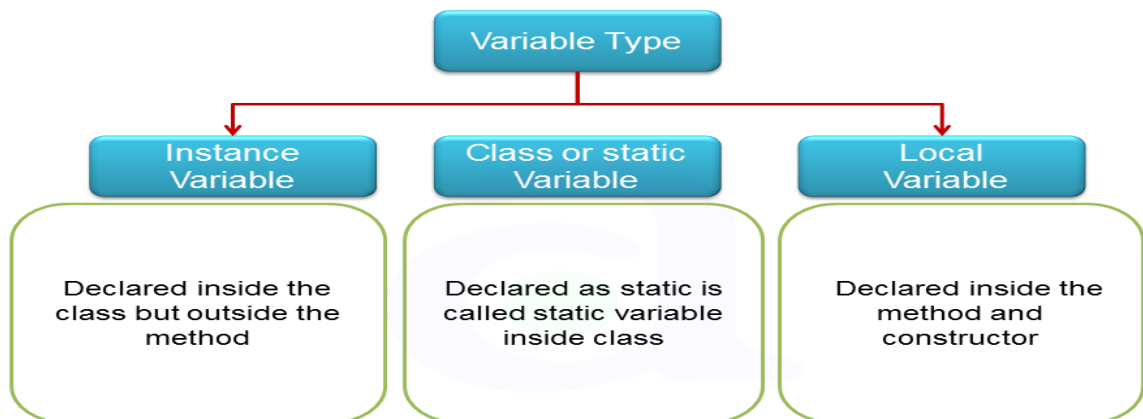 Variable Type
Instance
Variable
Class or static
Variable
Local
Variable
Declared inside the
class but outside the
method
Declared as static is
called static variable
inside class
Declared inside the
method and
constructor